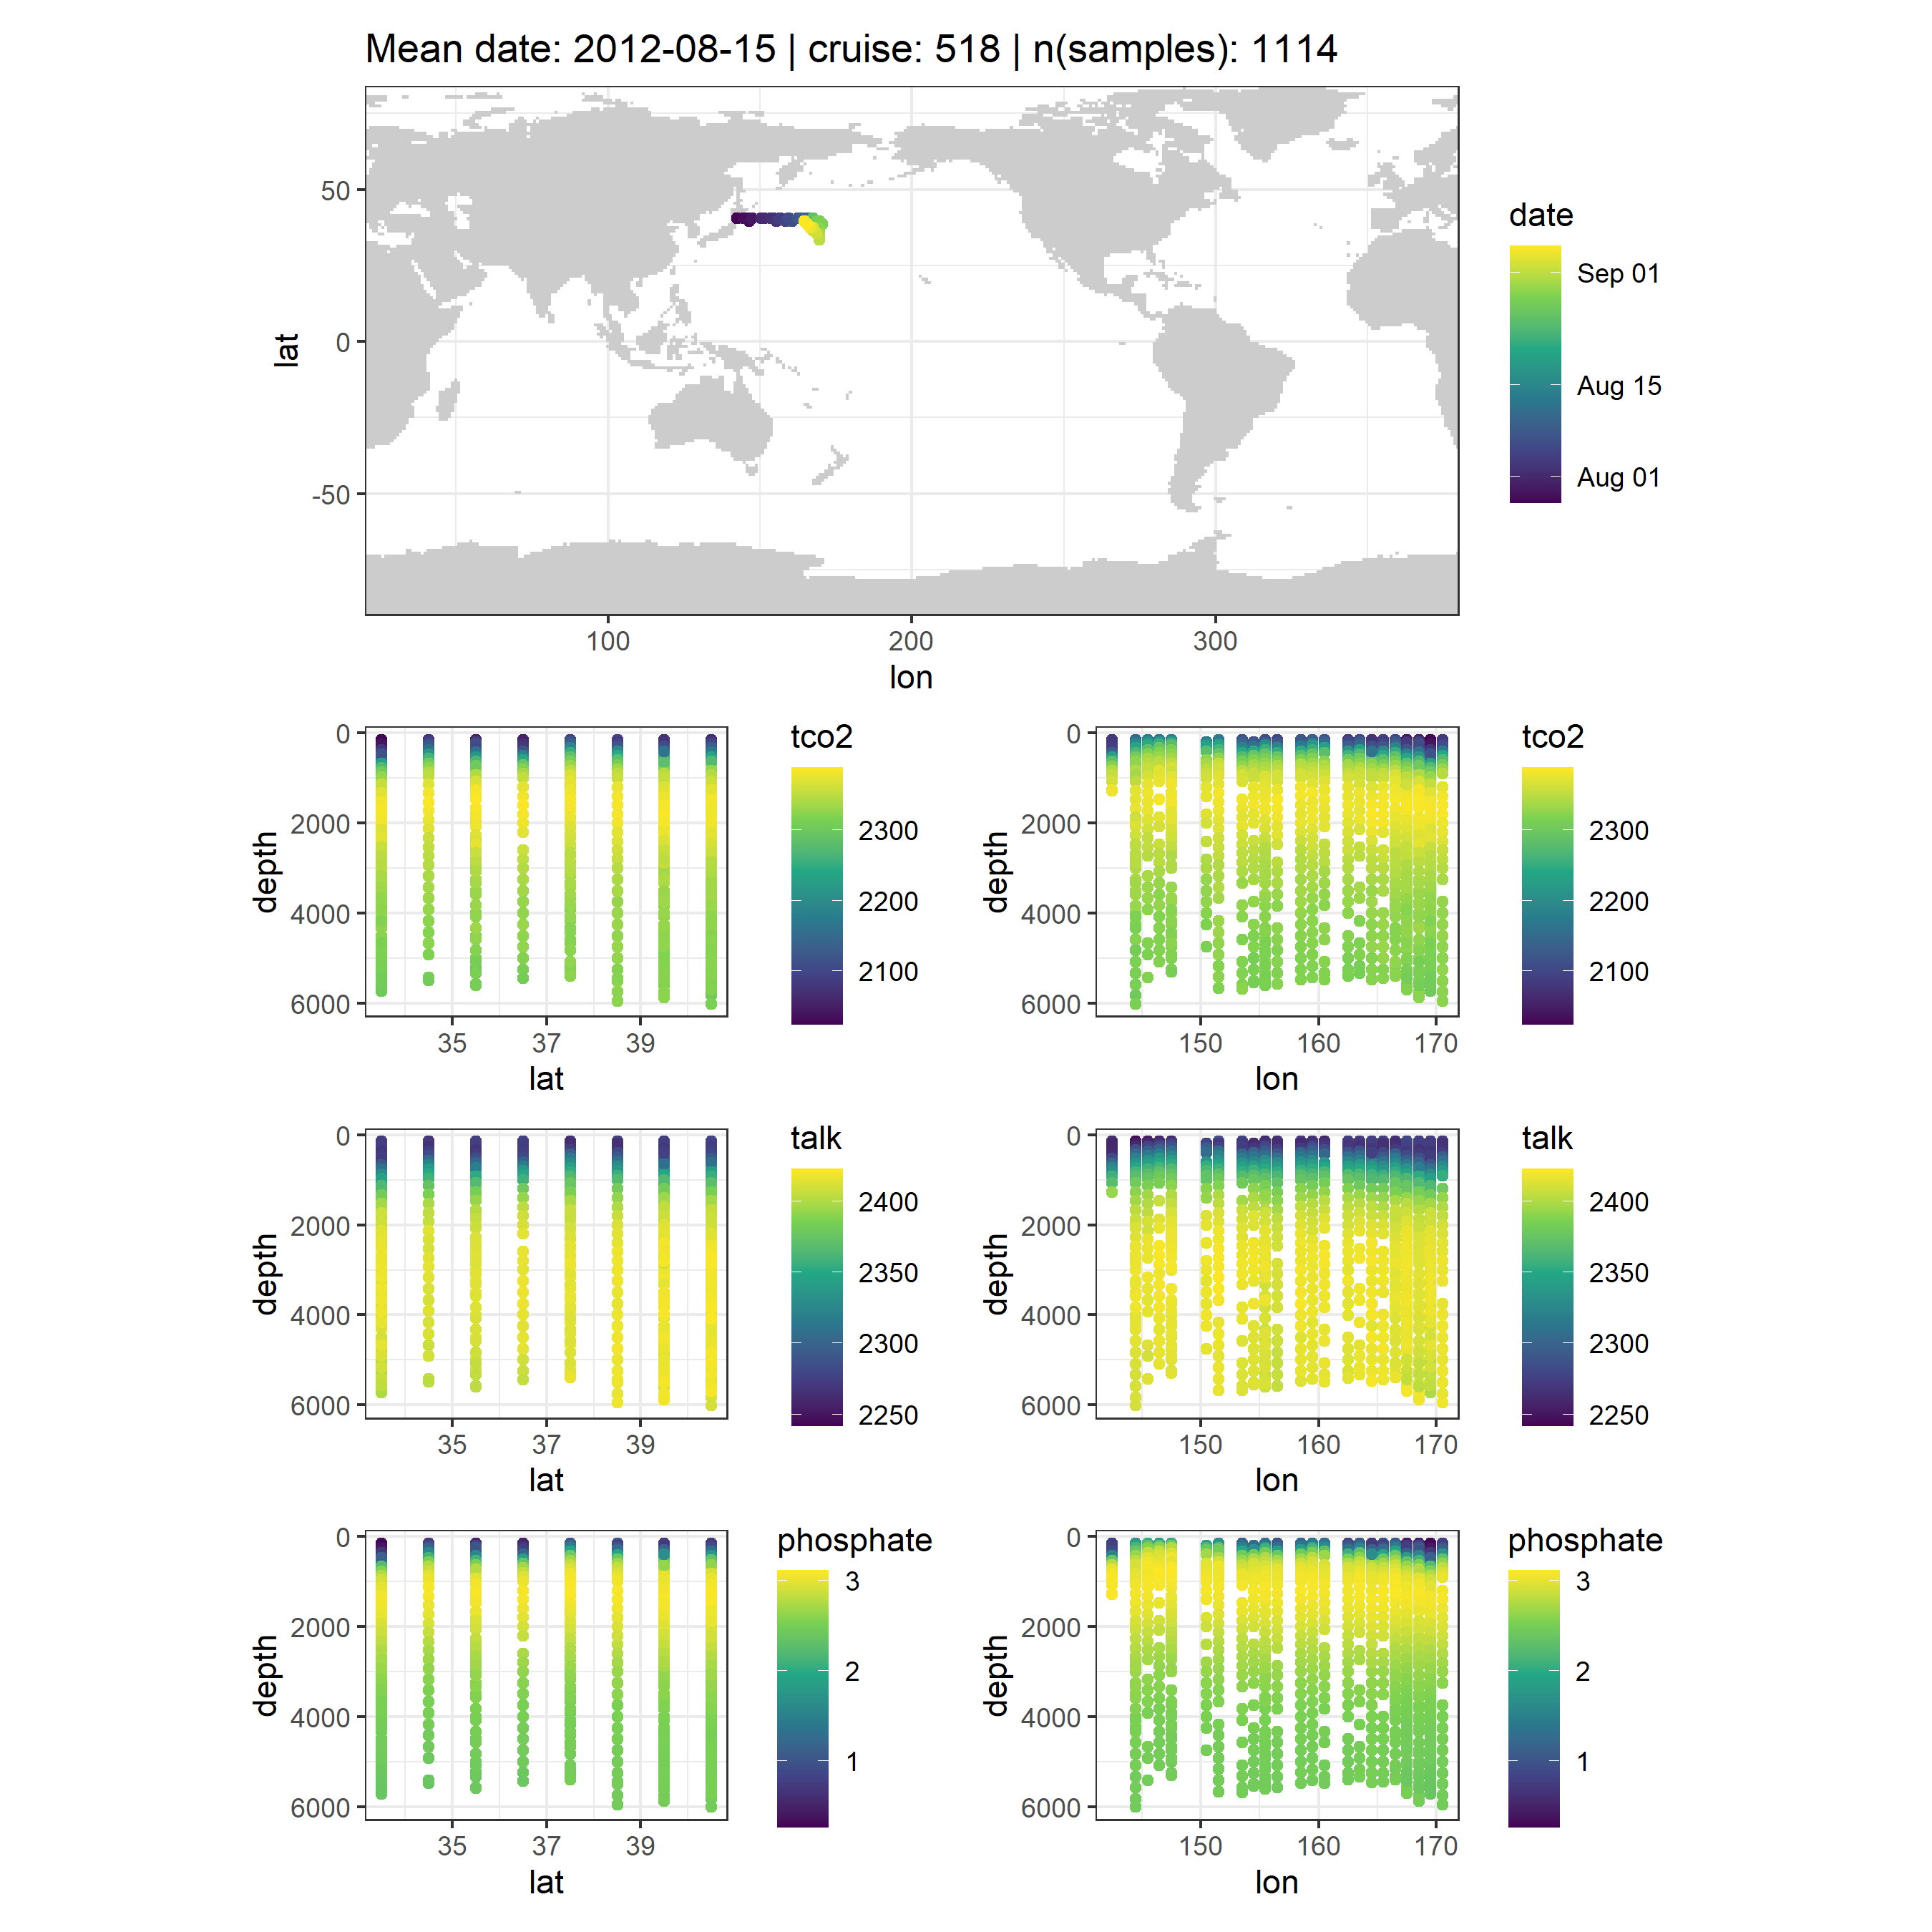 Mean date: 2012-08-15 | cruise: 518 | n(samples): 1114
50
0
-50
lat
100
200
300
lon
date
Sep 01
Aug 15
Aug 01
0
2000
4000
6000
depth
35
37
39
lat
tco2
2300
2200
2100
0
2000
4000
6000
depth
150
160
170
lon
tco2
2300
2200
2100
0
2000
4000
6000
depth
35
37
39
lat
talk
2400
2350
2300
2250
0
2000
4000
6000
depth
150
160
170
lon
talk
2400
2350
2300
2250
0
2000
4000
6000
depth
35
37
39
lat
phosphate
3
2
1
0
2000
4000
6000
depth
150
160
170
lon
phosphate
3
2
1